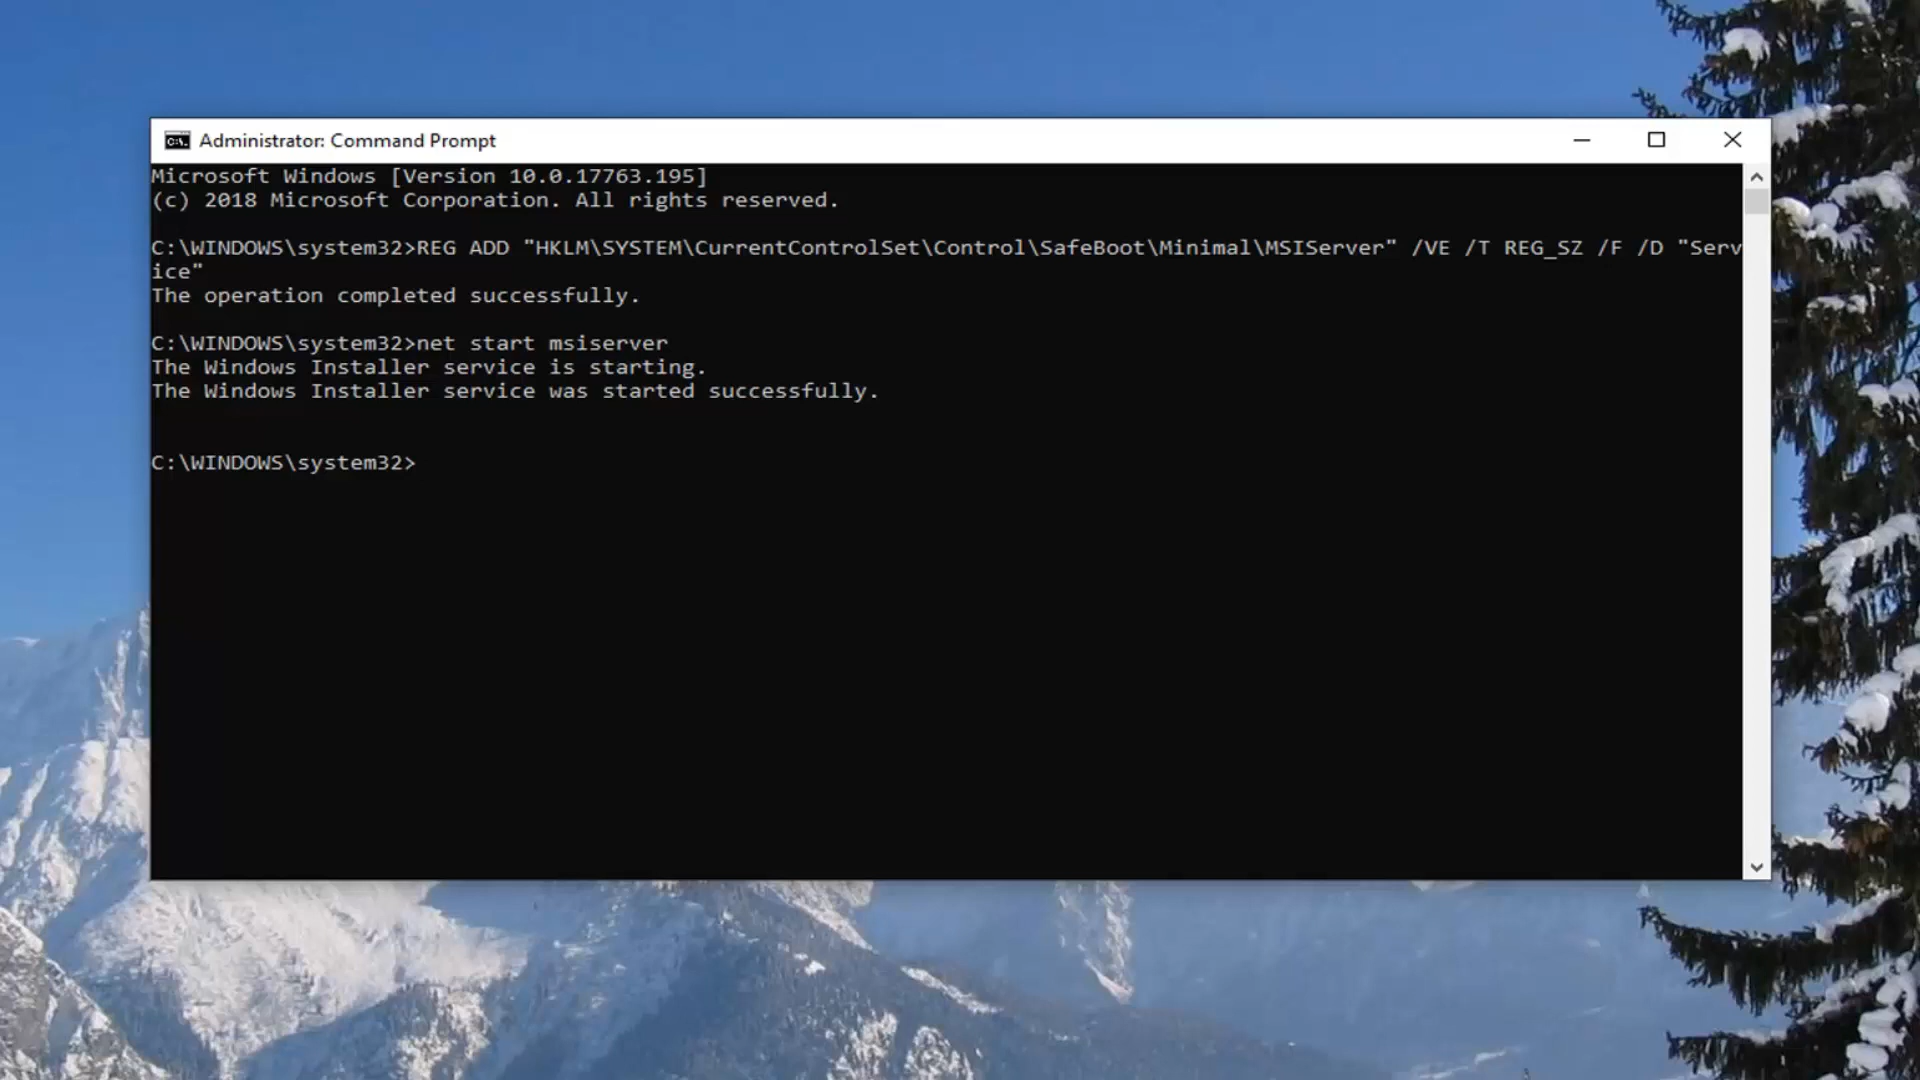 Administrator: Command Prompt
Microsoft Windows [Version 10.0.17763.195]
(c) 2018 Microsoft Corporation. All rights reserved.
C:\WINDOWS\system32>REG ADD "HKLM\SYSTEM\CurrentControlSet\Control\SafeBoot\Minimal\MSIServer" /VE /T REG_SZ /F /D "Serv
ice"
The operation completed successfully.
C:\WINDOWS\system32>net start msiserver
The Windows Installer service is starting.
The Windows Installer service was started successfully.
C:\WINDOWS\system32>